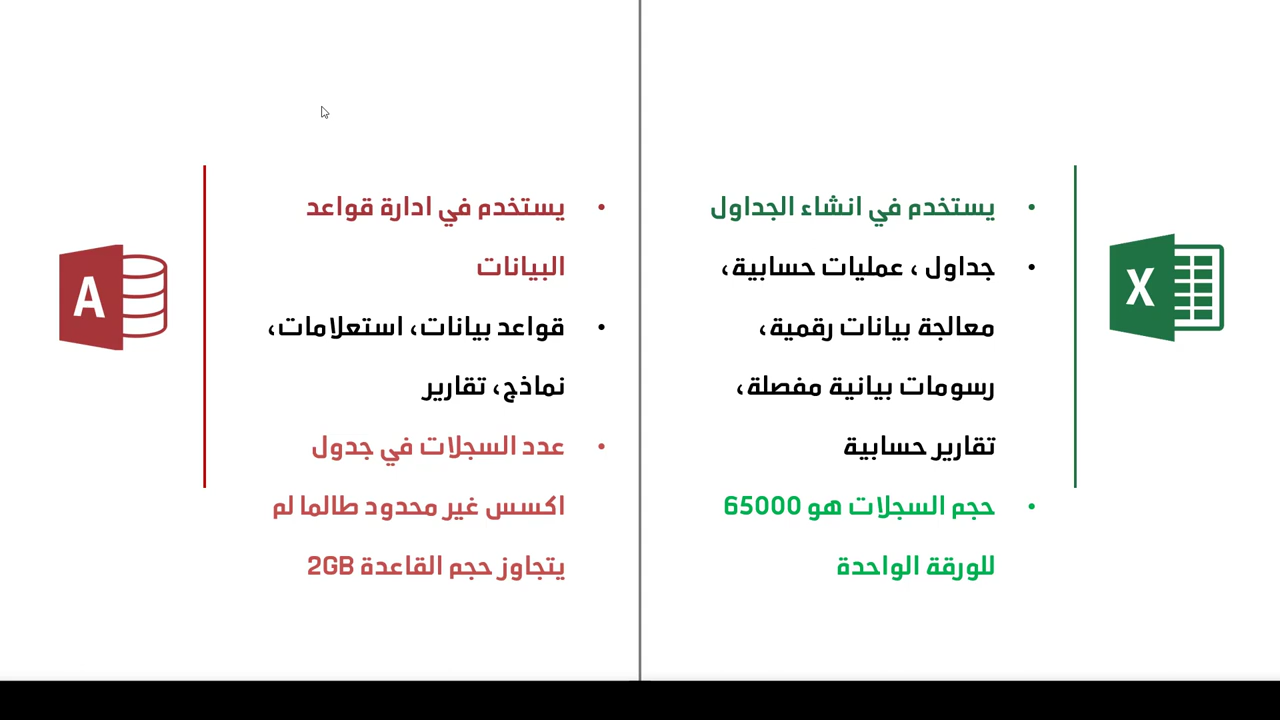 • يستخدم في انشاء الجداول
• جداول ، عمليات حسابية،
معالجة بيانات رقمية،
رسومات بيانية مفصلة،
تقارير حسابية
• حجم السجلات هو 65000
للورقة الواحدة
X
• يستخدم في ادارة قواعد
البيانات
• قواعد بيانات، استعلامات،
نماذج، تقارير
• عدد السجلات في جدول
اكسس غير محدود طالما لم
يتجاوز حجم القاعدة 2GB
A